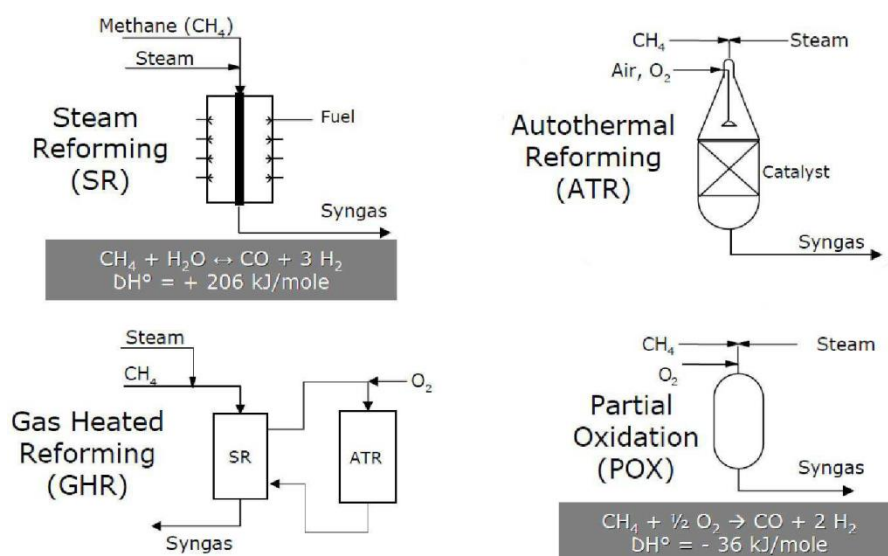 Methane (CH₄)
Steam
Fuel
Steam
Reforming
(SR)
Syngas
CH₄ + H₂O ↔ CO + 3 H₂
DH° = + 206 kJ/mole
CH₄
Steam
Air, O₂
Autothermal
Reforming
(ATR)
Catalyst
Syngas
Steam
CH₄
O₂
Gas Heated
Reforming
(GHR)
SR
ATR
Syngas
CH₄
Steam
O₂
Partial
Oxidation
(POX)
Syngas
CH₄ + ½ O₂ → CO + 2 H₂
DH° = - 36 kJ/mole